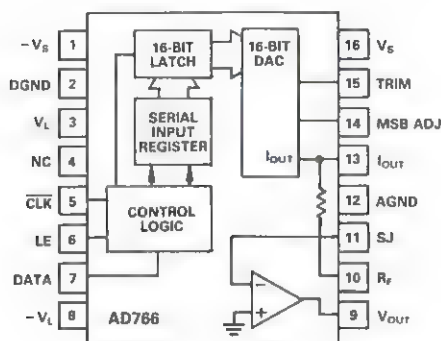 −VS 1
DGND 2
VL 3
NC 4
CLK 5
LE 6
DATA 7
−VL 8
16-BIT
LATCH
SERIAL
INPUT
REGISTER
CONTROL
LOGIC
AD766
16-BIT
DAC
IOUT
−
+
16 VS
15 TRIM
14 MSB ADJ
13 IOUT
12 AGND
11 SJ
10 RF
9 VOUT